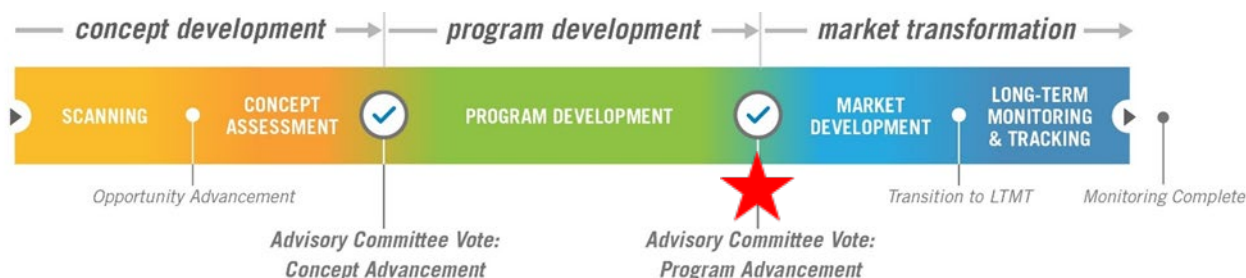 concept development
program development
market transformation
SCANNING
CONCEPT
ASSESSMENT
PROGRAM DEVELOPMENT
MARKET
DEVELOPMENT
LONG-TERM
MONITORING
& TRACKING
Opportunity Advancement
Transition to LTMT
Monitoring Complete
Advisory Committee Vote:
Concept Advancement
Advisory Committee Vote:
Program Advancement